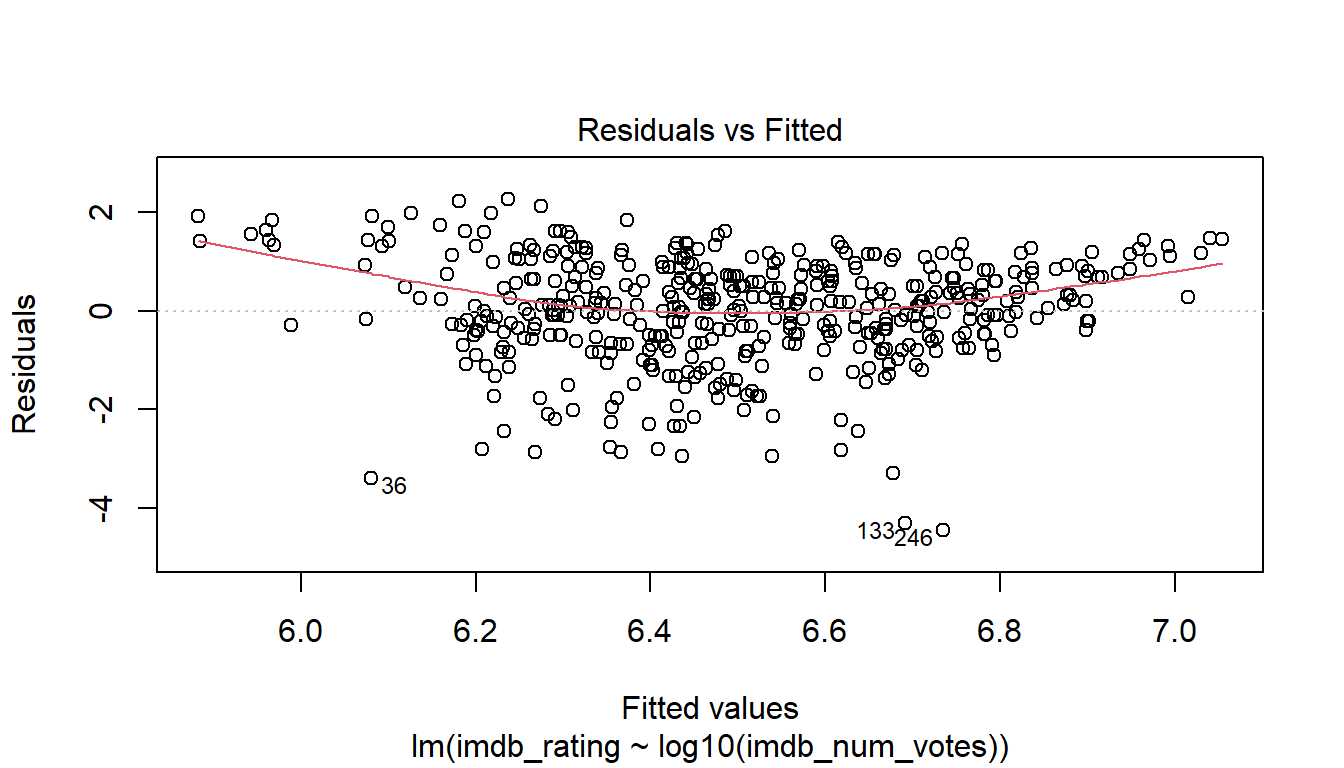 Residuals vs Fitted
Residuals
2
0
-2
-4
36
133
246
6.0 6.2 6.4 6.6 6.8 7.0
Fitted values
lm(imdb_rating ~ log10(imdb_num_votes))